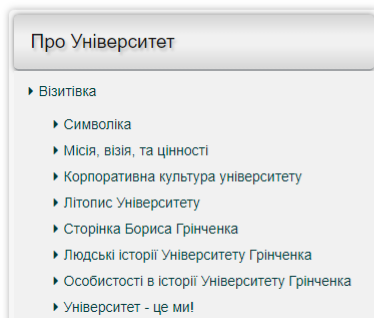 Про Університет
Візитівка
Символіка
Місія, візія, та цінності
Корпоративна культура університету
Літопис Університету
Сторінка Бориса Грінченка
Людські історії Університету Грінченка
Особистості в історії Університету Грінченка
Університет - це ми!